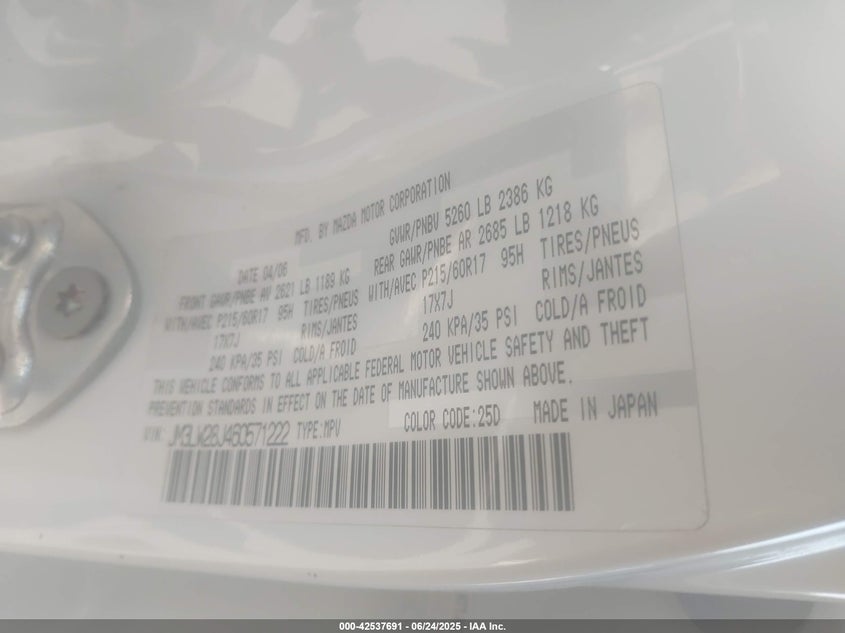 MFD. BY MAZDA MOTOR CORPORATION
DATE 04/06 GVWR/PNBV 5260 LB 2386 KG
FRONT GAWR/PNBE AV 2621 LB 1189 KG REAR GAWR/PNBE AR 2685 LB 1218 KG
WITH/AVEC P215/60R17 95H TIRES/PNEUS WITH/AVEC P215/60R17 95H TIRES/PNEUS
17X7J RIMS/JANTES 17X7J RIMS/JANTES
240 KPA/35 PSI COLD/A FROID 240 KPA/35 PSI COLD/A FROID
THIS VEHICLE CONFORMS TO ALL APPLICABLE FEDERAL MOTOR VEHICLE SAFETY AND THEFT
PREVENTION STANDARDS IN EFFECT ON THE DATE OF MANUFACTURE SHOWN ABOVE.
VIN: JM3LW28J460571222 TYPE:MPV COLOR CODE:25D MADE IN JAPAN
000-42537691 - 06/24/2025 - IAA Inc.